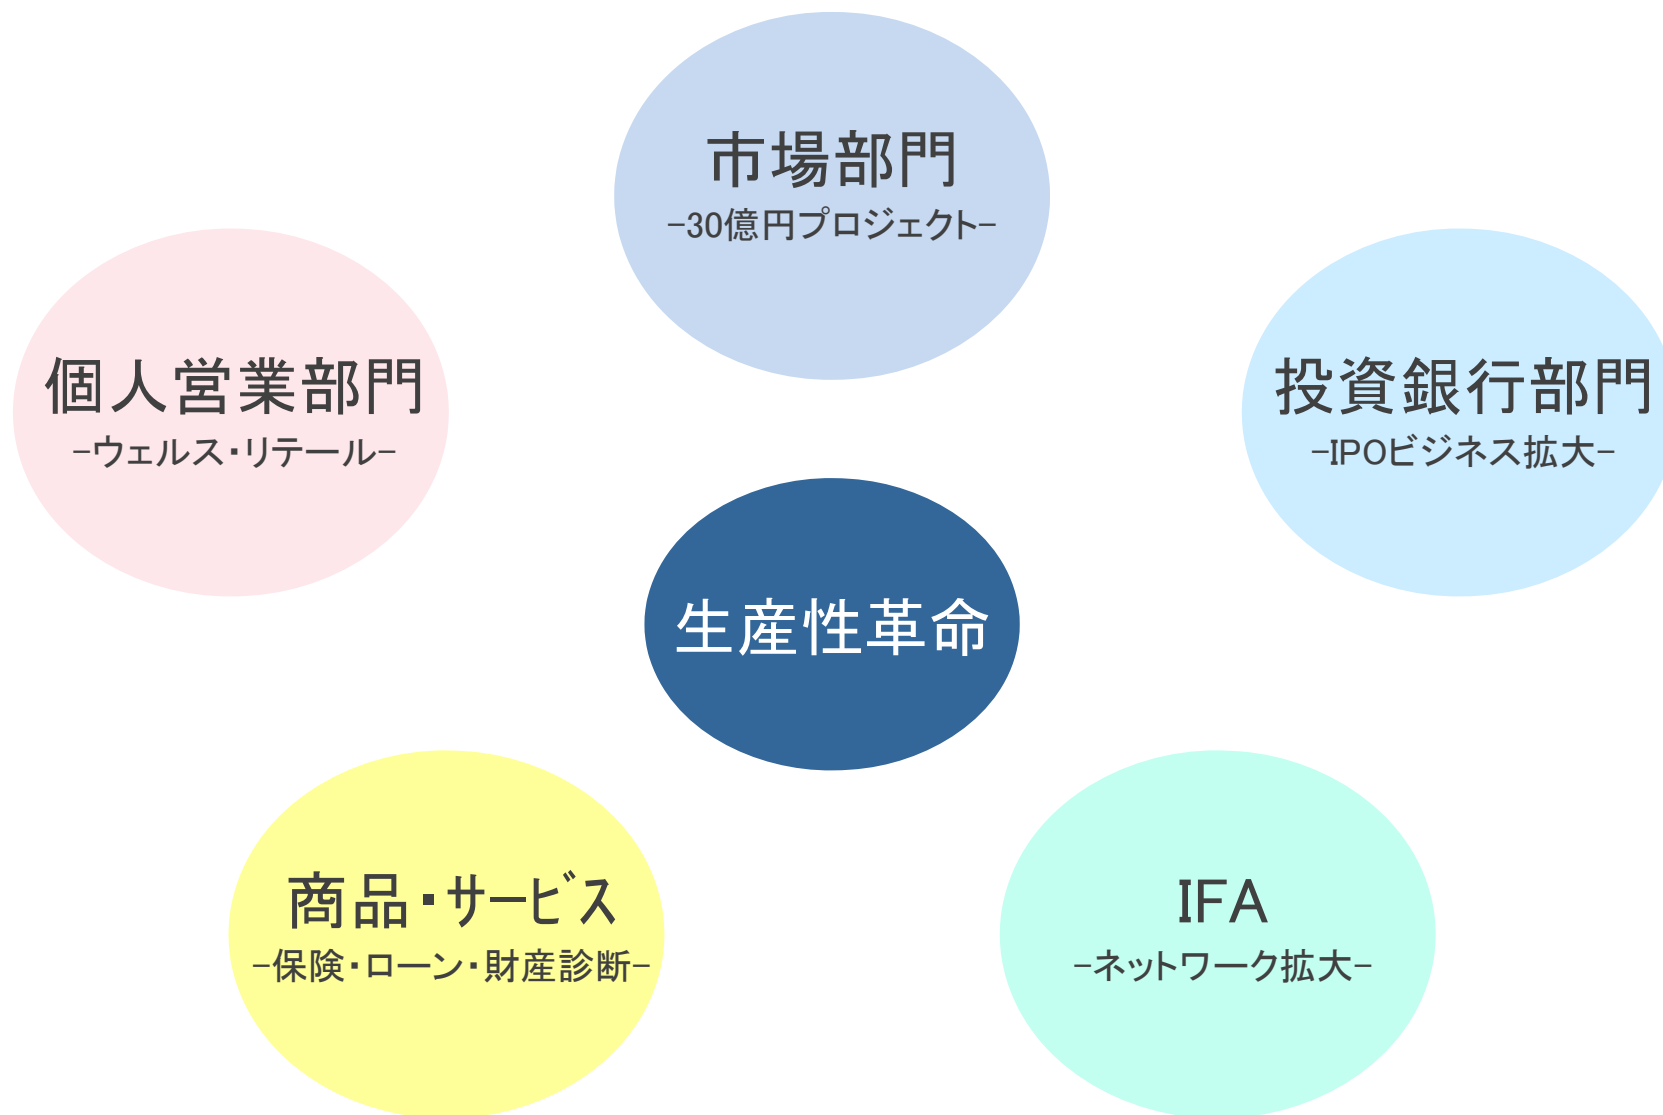 市場部門
-30億円プロジェクト-
個人営業部門
-ウェルス・リテール-
投資銀行部門
-IPOビジネス拡大-
生産性革命
商品・サービス
-保険・ローン・財産診断-
IFA
-ネットワーク拡大-